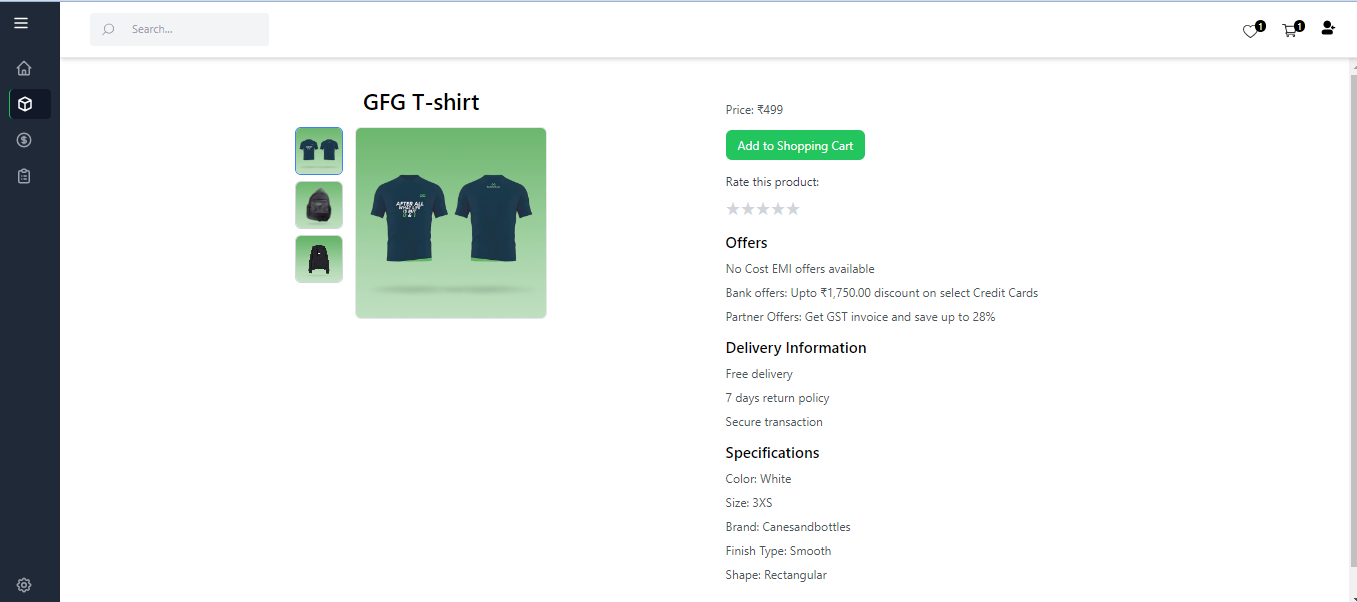 Search...
1
1
GFG T-shirt
AFTER ALL
WHAT LIFE
IS BUT
Price: ₹499
Add to Shopping Cart
Rate this product:
Offers
No Cost EMI offers available
Bank offers: Upto ₹1,750.00 discount on select Credit Cards
Partner Offers: Get GST invoice and save up to 28%
Delivery Information
Free delivery
7 days return policy
Secure transaction
Specifications
Color: White
Size: 3XS
Brand: Canesandbottles
Finish Type: Smooth
Shape: Rectangular